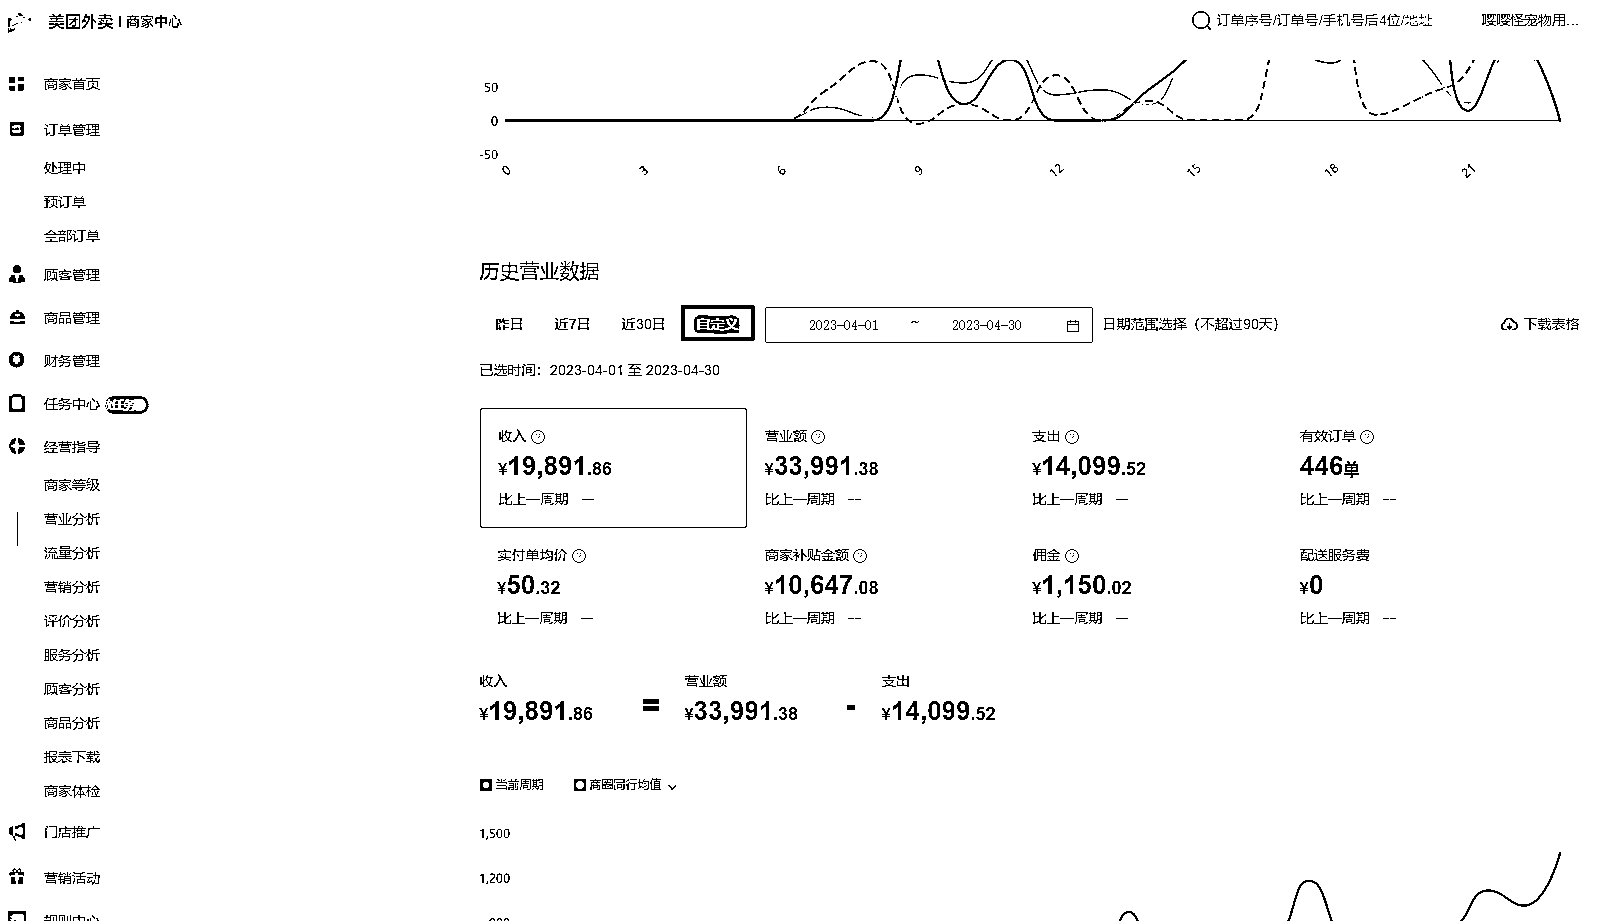 美团外卖 | 商家中心
订单序号/订单号/手机号后4位/地址
嘤嘤怪宠物用...
商家首页
订单管理
处理中
预订单
全部订单
顾客管理
商品管理
财务管理
任务中心
经营指导
商家等级
营业分析
流量分析
营销分析
评价分析
服务分析
顾客分析
商品分析
报表下载
商家体检
门店推广
营销活动
规则中心
50
0
-50
0 3 6 9 12 15 18 21
历史营业数据
昨日 近7日 近30日 自定义 2023-04-01 ~ 2023-04-30 日期范围选择（不超过90天） 下载表格
已选时间：2023-04-01 至 2023-04-30
收入 营业额 支出 有效订单
¥19,891.86 ¥33,991.38 ¥14,099.52 446单
比上一周期 -- 比上一周期 -- 比上一周期 -- 比上一周期 --
实付单均价 商家补贴金额 佣金 配送服务费
¥50.32 ¥10,647.08 ¥1,150.02 ¥0
比上一周期 -- 比上一周期 -- 比上一周期 -- 比上一周期 --
收入 营业额 支出
¥19,891.86 = ¥33,991.38 - ¥14,099.52
当前周期 商圈同行均值
1,500
1,200